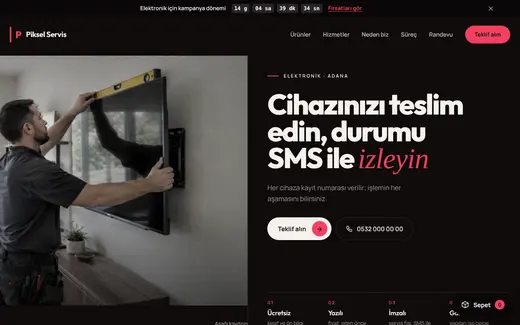 Elektronik için kampanya dönemi 14 g 04 sa 39 dk 34 sn Fırsatları gör
P Piksel Servis
Ürünler Hizmetler Neden biz Süreç Randevu Teklif alın
ELEKTRONİK · ADANA
Cihazınızı teslim
edin, durumu
SMS ile izleyin
Her cihaza kayıt numarası verilir; işlemin her
aşamasını bilirsiniz.
Teklif alın
0532 000 00 00
01 02 03
Ücretsiz Yazılı İmzalı
Sepet 0